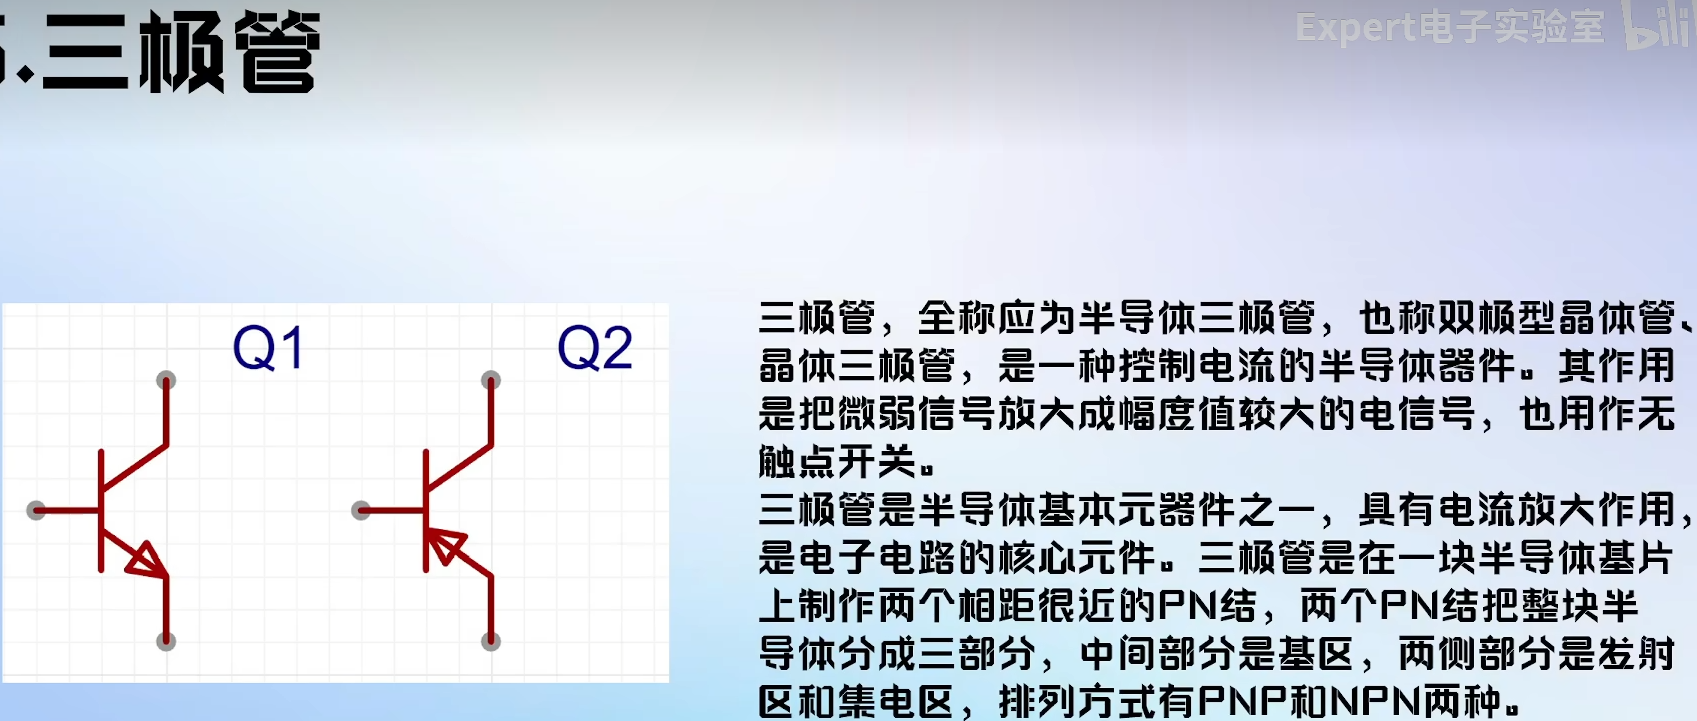 .三极管
Expert电子实验室 bili
Q1
Q2
三极管，全称应为半导体三极管，也称双极型晶体管、
晶体三极管，是一种控制电流的半导体器件。其作用
是把微弱信号放大成幅度值较大的电信号，也用作无
触点开关。
三极管是半导体基本元器件之一，具有电流放大作用，
是电子电路的核心元件。三极管是在一块半导体基片
上制作两个相距很近的PN结，两个PN结把整块半
导体分成三部分，中间部分是基区，两侧部分是发射
区和集电区，排列方式有PNP和NPN两种。